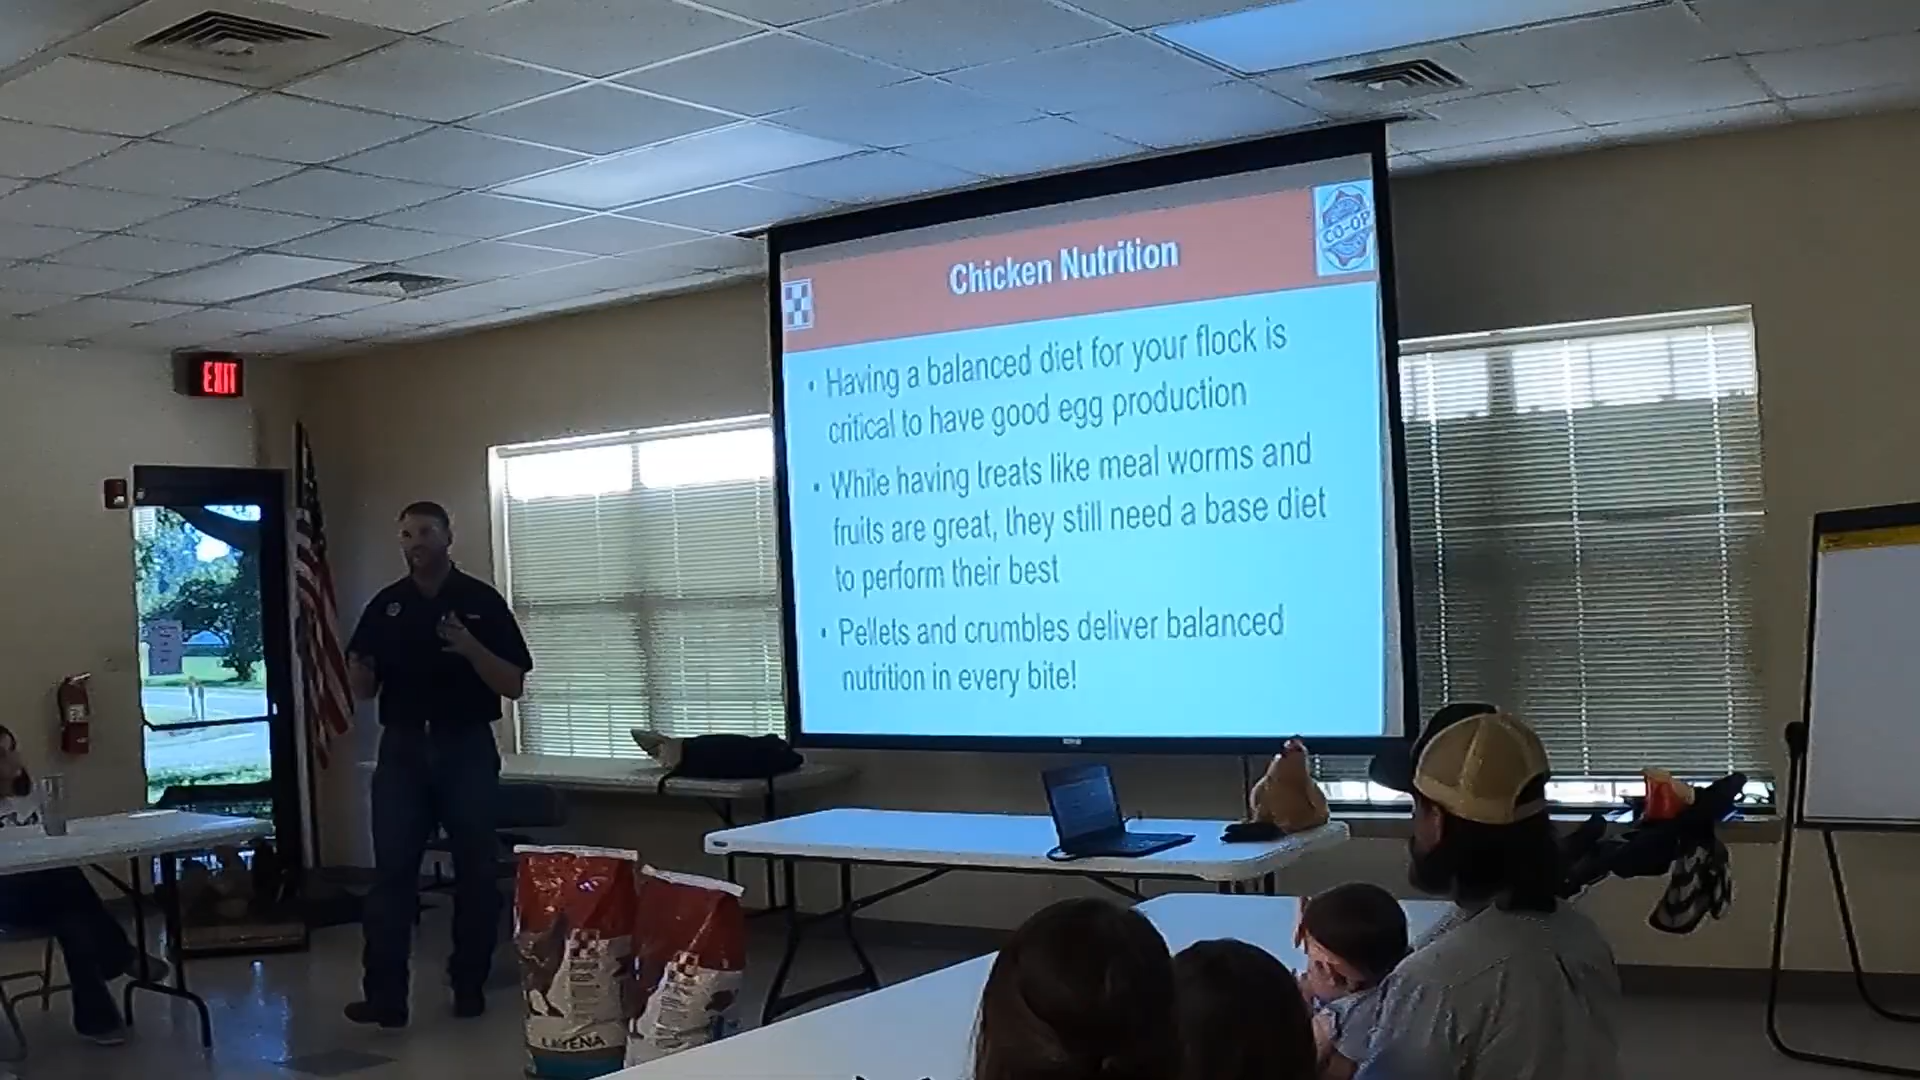 EXIT
CO-OP
Chicken Nutrition
• Having a balanced diet for your flock is
critical to have good egg production
• While having treats like meal worms and
fruits are great, they still need a base diet
to perform their best
• Pellets and crumbles deliver balanced
nutrition in every bite!
LAYENA